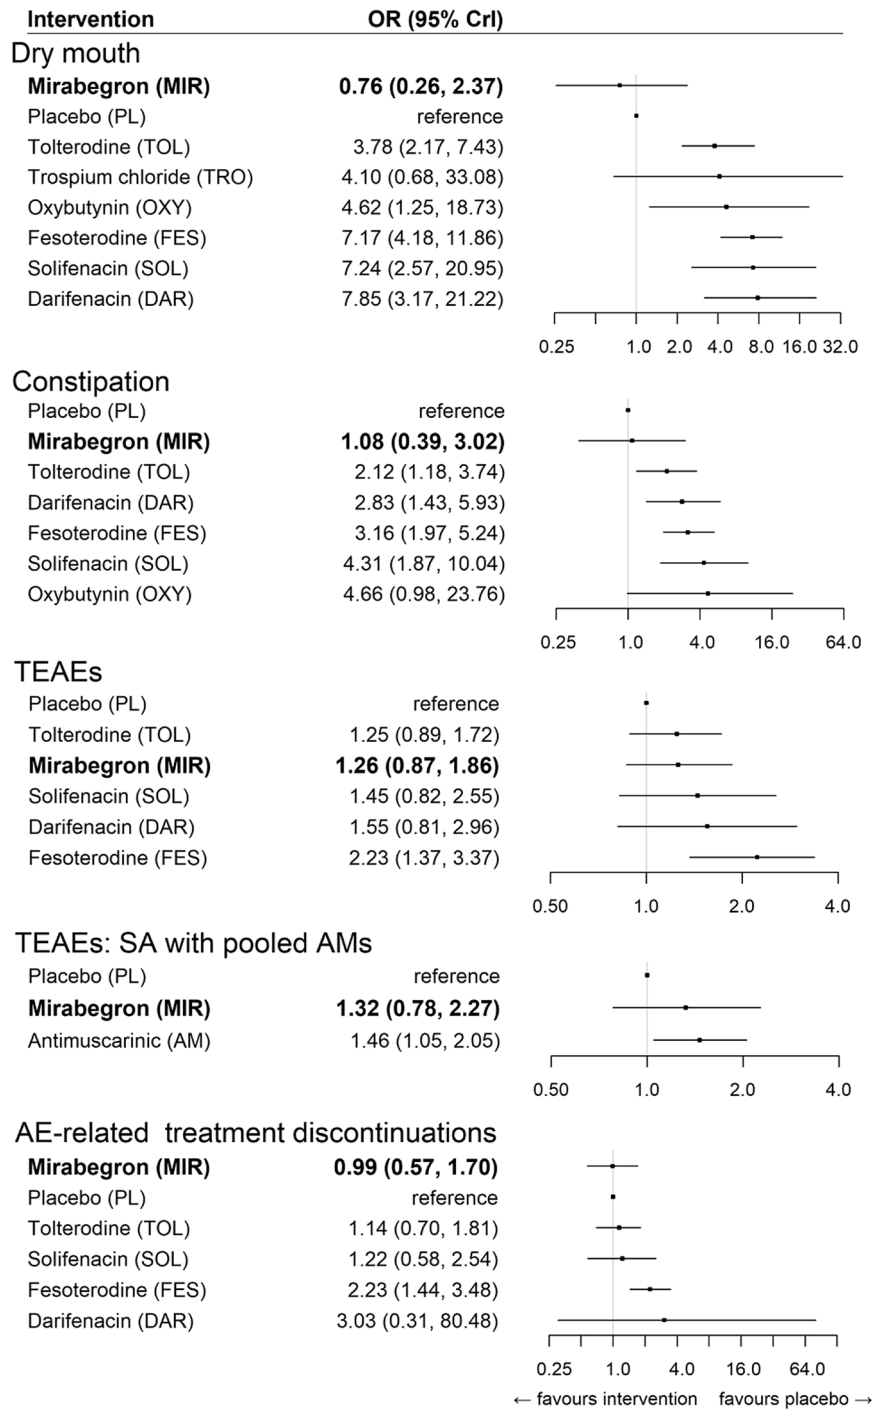 Intervention OR (95% CrI)
Dry mouth
Mirabegron (MIR) 0.76 (0.26, 2.37)
Placebo (PL) reference
Tolterodine (TOL) 3.78 (2.17, 7.43)
Trospium chloride (TRO) 4.10 (0.68, 33.08)
Oxybutynin (OXY) 4.62 (1.25, 18.73)
Fesoterodine (FES) 7.17 (4.18, 11.86)
Solifenacin (SOL) 7.24 (2.57, 20.95)
Darifenacin (DAR) 7.85 (3.17, 21.22)
0.25 1.0 2.0 4.0 8.0 16.0 32.0
Constipation
Placebo (PL) reference
Mirabegron (MIR) 1.08 (0.39, 3.02)
Tolterodine (TOL) 2.12 (1.18, 3.74)
Darifenacin (DAR) 2.83 (1.43, 5.93)
Fesoterodine (FES) 3.16 (1.97, 5.24)
Solifenacin (SOL) 4.31 (1.87, 10.04)
Oxybutynin (OXY) 4.66 (0.98, 23.76)
0.25 1.0 4.0 16.0 64.0
TEAEs
Placebo (PL) reference
Tolterodine (TOL) 1.25 (0.89, 1.72)
Mirabegron (MIR) 1.26 (0.87, 1.86)
Solifenacin (SOL) 1.45 (0.82, 2.55)
Darifenacin (DAR) 1.55 (0.81, 2.96)
Fesoterodine (FES) 2.23 (1.37, 3.37)
0.50 1.0 2.0 4.0
TEAEs: SA with pooled AMs
Placebo (PL) reference
Mirabegron (MIR) 1.32 (0.78, 2.27)
Antimuscarinic (AM) 1.46 (1.05, 2.05)
0.50 1.0 2.0 4.0
AE-related treatment discontinuations
Mirabegron (MIR) 0.99 (0.57, 1.70)
Placebo (PL) reference
Tolterodine (TOL) 1.14 (0.70, 1.81)
Solifenacin (SOL) 1.22 (0.58, 2.54)
Fesoterodine (FES) 2.23 (1.44, 3.48)
Darifenacin (DAR) 3.03 (0.31, 80.48)
0.25 1.0 4.0 16.0 64.0
← favours intervention favours placebo →